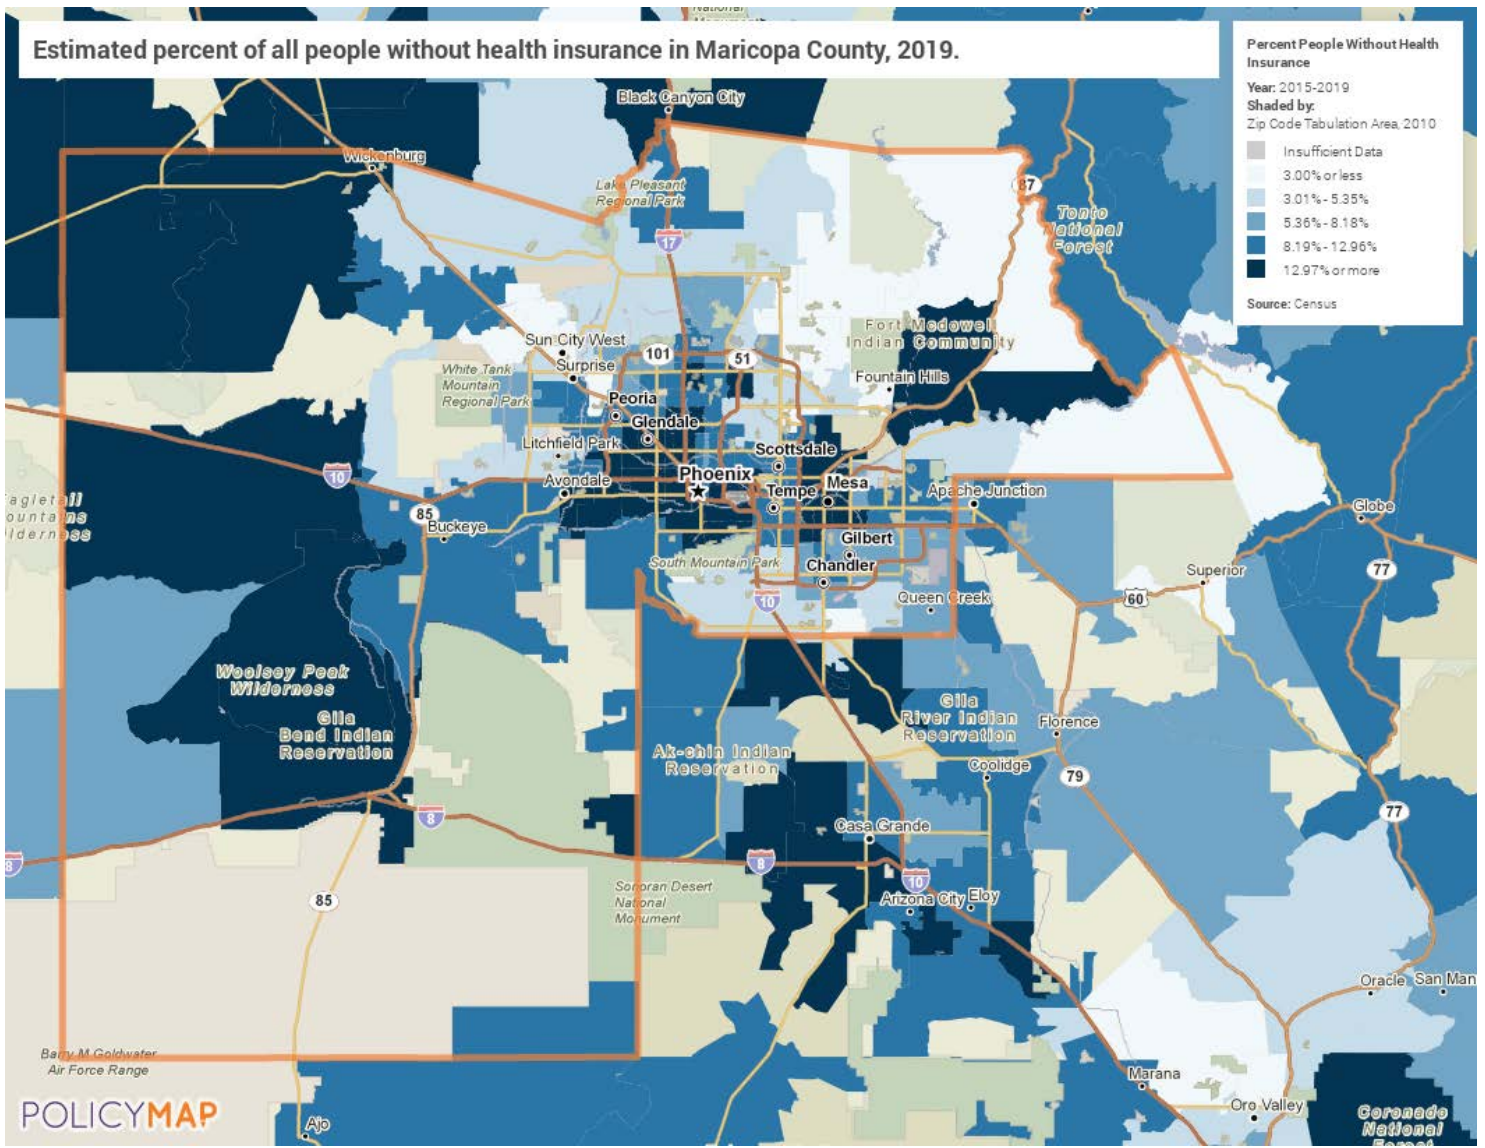 National
Monument
Estimated percent of all people without health insurance in Maricopa County, 2019.
Percent People Without Health
Insurance
Year: 2015-2019
Shaded by:
Zip Code Tabulation Area, 2010
Insufficient Data
3.00% or less
3.01% - 5.35%
5.36% - 8.18%
8.19% - 12.96%
12.97% or more
Source: Census
Black Canyon City
Wickenburg
Lake Pleasant
Regional Park
87
Tonto
National
Forest
17
Fort Mcdowell
Indian Community
Sun City West
101
51
Surprise
White Tank
Mountain
Regional Park
Fountain Hills
Peoria
Glendale
Litchfield Park
Scottsdale
10
Phoenix
Avondale
Tempe
Mesa
Apache Junction
85
Buckeye
Globe
Gilbert
South Mountain Park
Chandler
Superior
77
10
Queen Creek
60
Woolsey Peak
Wilderness
Gila
Bend Indian
Reservation
Gila
River Indian
Reservation
Florence
Ak-chin Indian
Reservation
Coolidge
79
8
Casa Grande
77
8
8
10
Sonoran Desert
National
Monument
85
Arizona City
Eloy
Oracle
San Man
Barry M Goldwater
Air Force Range
Marana
POLICYMAP
Ajo
Oro Valley
Coronado
National